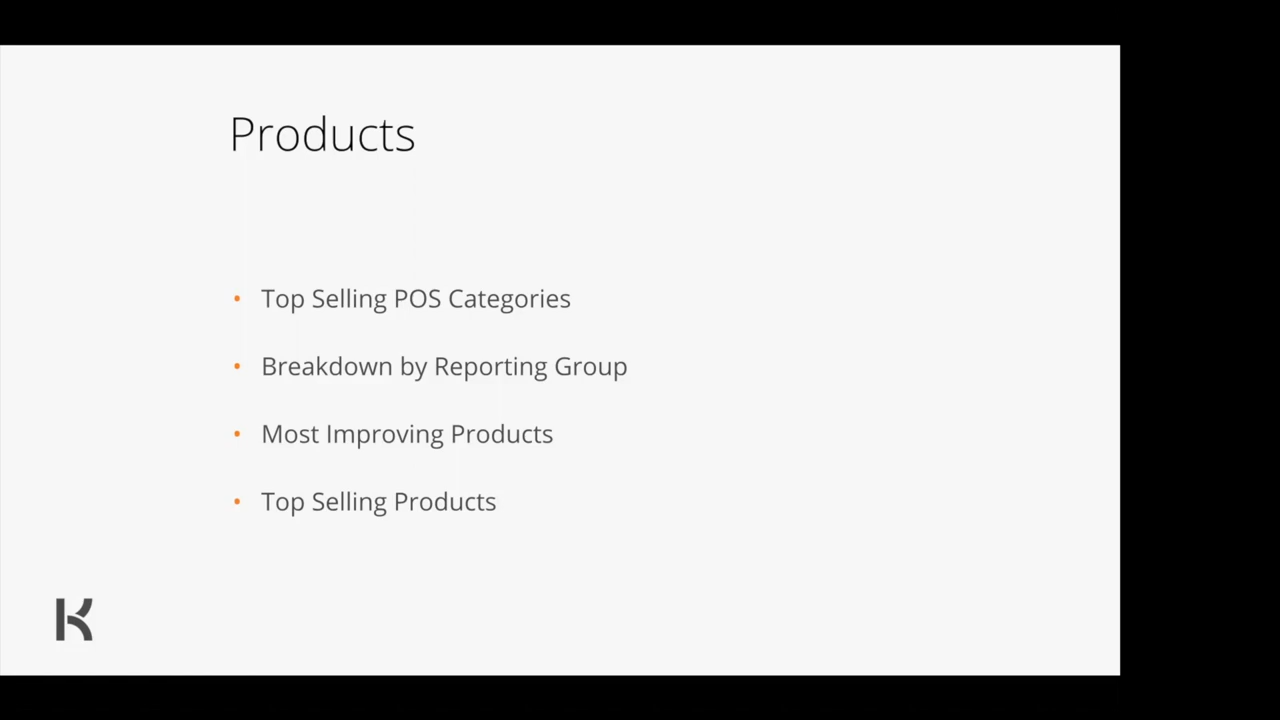 Products
• Top Selling POS Categories
• Breakdown by Reporting Group
• Most Improving Products
• Top Selling Products
K